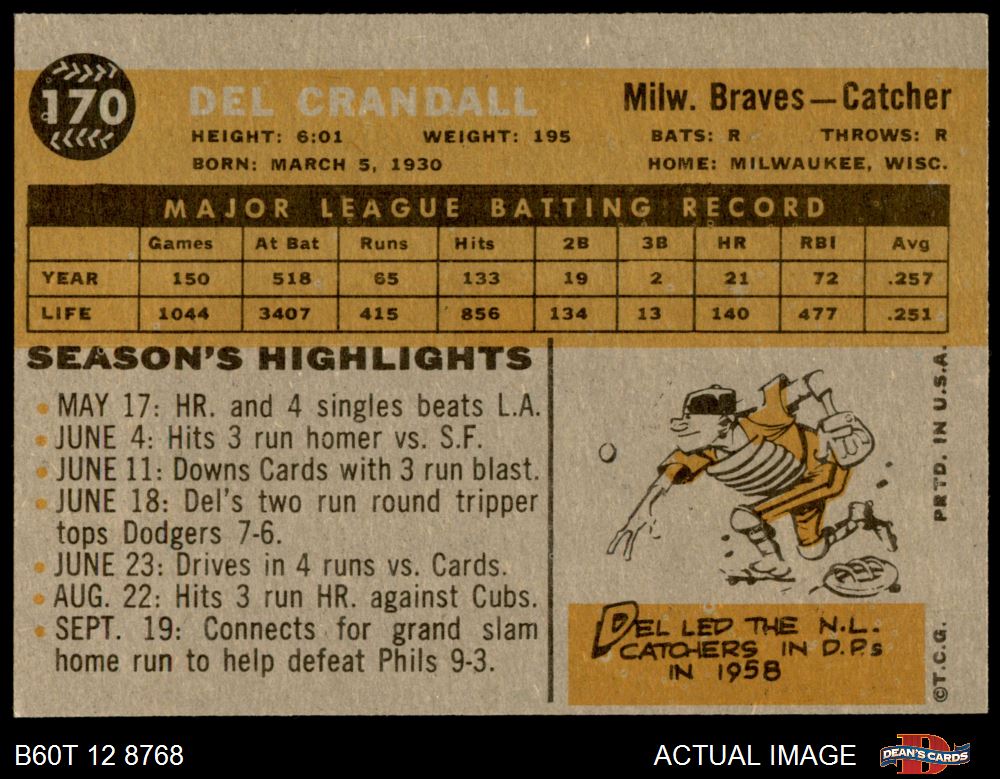 170
DEL CRANDALL
Milw. Braves—Catcher
HEIGHT: 6:01 WEIGHT: 195 BATS: R THROWS: R
BORN: MARCH 5, 1930 HOME: MILWAUKEE, WISC.
MAJOR LEAGUE BATTING RECORD
Games At Bat Runs Hits 2B 3B HR RBI Avg
YEAR 150 518 65 133 19 2 21 72 .257
LIFE 1044 3407 415 856 134 13 140 477 .251
SEASON'S HIGHLIGHTS
• MAY 17: HR. and 4 singles beats L.A.
• JUNE 4: Hits 3 run homer vs. S.F.
• JUNE 11: Downs Cards with 3 run blast.
• JUNE 18: Del's two run round tripper
tops Dodgers 7-6.
• JUNE 23: Drives in 4 runs vs. Cards.
• AUG. 22: Hits 3 run HR. against Cubs.
• SEPT. 19: Connects for grand slam
home run to help defeat Phils 9-3.
DEL LED THE N.L.
CATCHERS IN D.P.s
IN 1958
©T.C.G. PRTD. IN U.S.A.
B60T 12 8768
ACTUAL IMAGE
D
DEAN'S CARDS